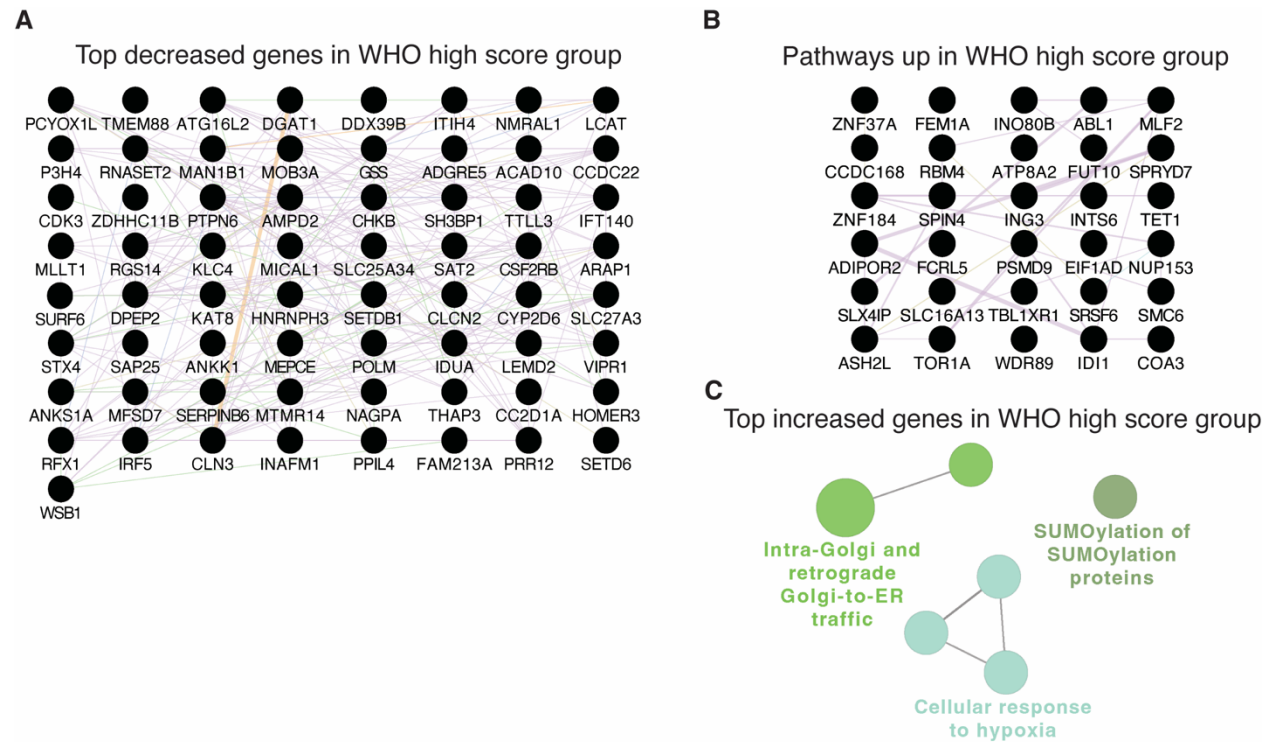 A
Top decreased genes in WHO high score group
PCYOX1L TMEM88 ATG16L2 DGAT1 DDX39B ITIH4 NMRAL1 LCAT
P3H4 RNASET2 MAN1B1 MOB3A GSS ADGRE5 ACAD10 CCDC22
CDK3 ZDHHC11B PTPN6 AMPD2 CHKB SH3BP1 TTLL3 IFT140
MLLT1 RGS14 KLC4 MICAL1 SLC25A34 SAT2 CSF2RB ARAP1
SURF6 DPEP2 KAT8 HNRNPH3 SETDB1 CLCN2 CYP2D6 SLC27A3
STX4 SAP25 ANKK1 MEPCE POLM IDUA LEMD2 VIPR1
ANKS1A MFSD7 SERPINB6 MTMR14 NAGPA THAP3 CC2D1A HOMER3
RFX1 IRF5 CLN3 INAFM1 PPIL4 FAM213A PRR12 SETD6
WSB1
B
Pathways up in WHO high score group
ZNF37A FEM1A INO80B ABL1 MLF2
CCDC168 RBM4 ATP8A2 FUT10 SPRYD7
ZNF184 SPIN4 ING3 INTS6 TET1
ADIPOR2 FCRL5 PSMD9 EIF1AD NUP153
SLX4IP SLC16A13 TBL1XR1 SRSF6 SMC6
ASH2L TOR1A WDR89 IDI1 COA3
C
Top increased genes in WHO high score group
Intra-Golgi and
retrograde
Golgi-to-ER
traffic
SUMOylation of
SUMOylation
proteins
Cellular response
to hypoxia